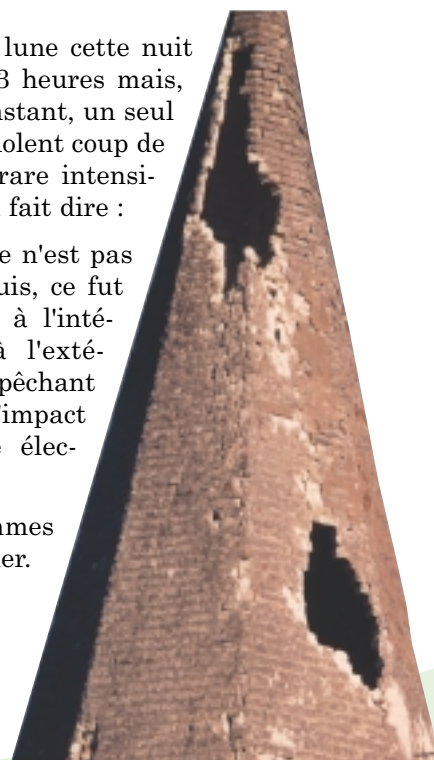 lune cette nuit
3 heures mais,
stant, un seul
olent coup de
rare intensi-
fait dire :
e n'est pas
uis, ce fut
à l'inté-
à l'exté-
pêchant
'impact
e élec-
mmes
er.